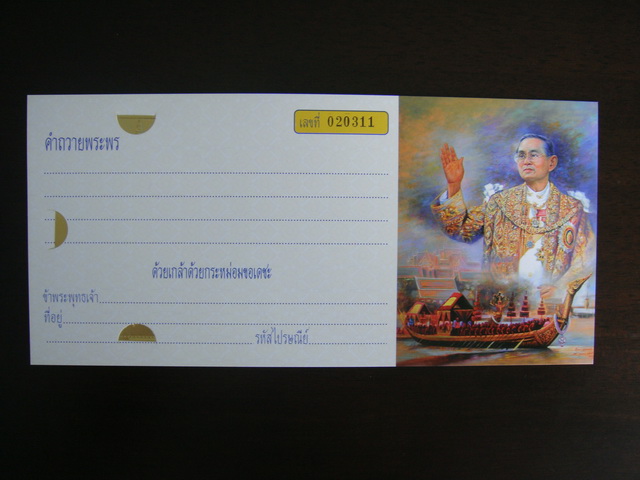 เลขที่ 020311
คำถวายพระพร
ด้วยเกล้าด้วยกระหม่อมขอเดชะ
ข้าพระพุทธเจ้า
ที่อยู่
รหัสไปรษณีย์